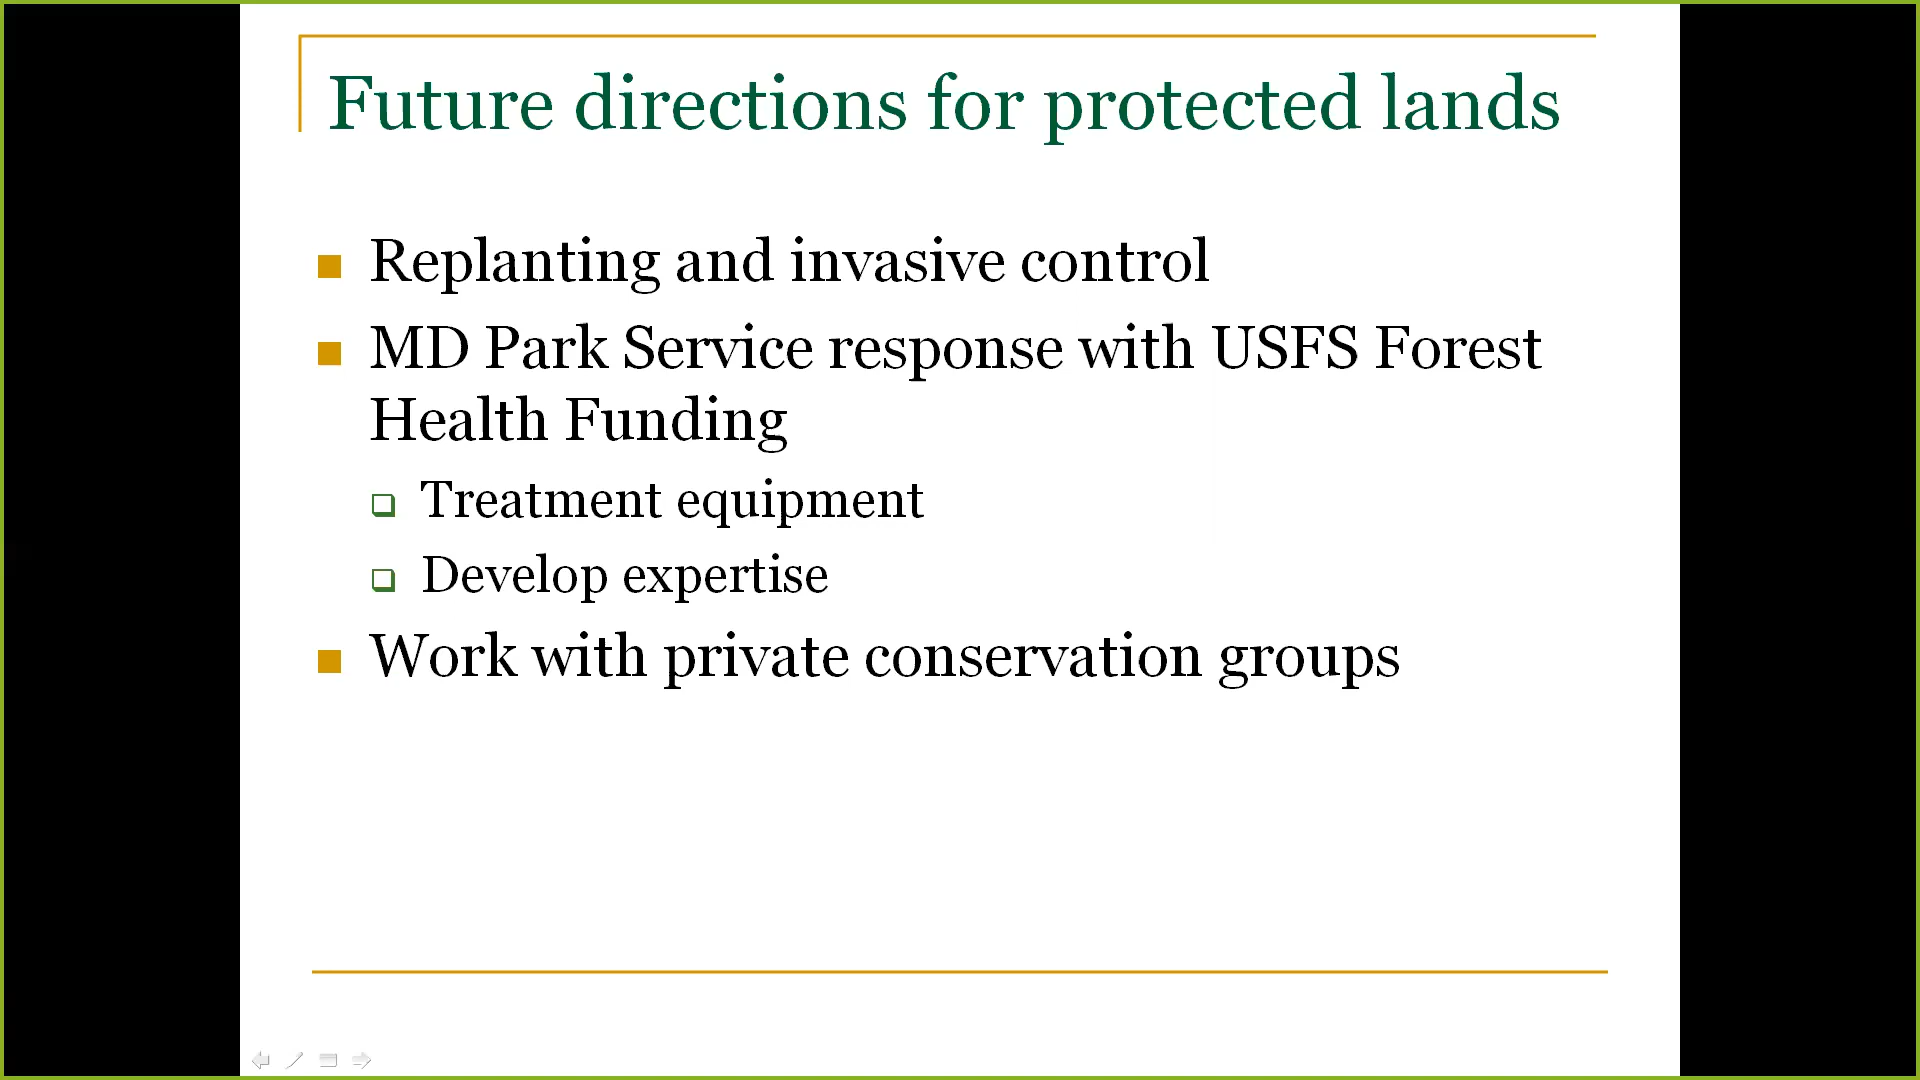 Future directions for protected lands
Replanting and invasive control
MD Park Service response with USFS Forest
Health Funding
Treatment equipment
Develop expertise
Work with private conservation groups